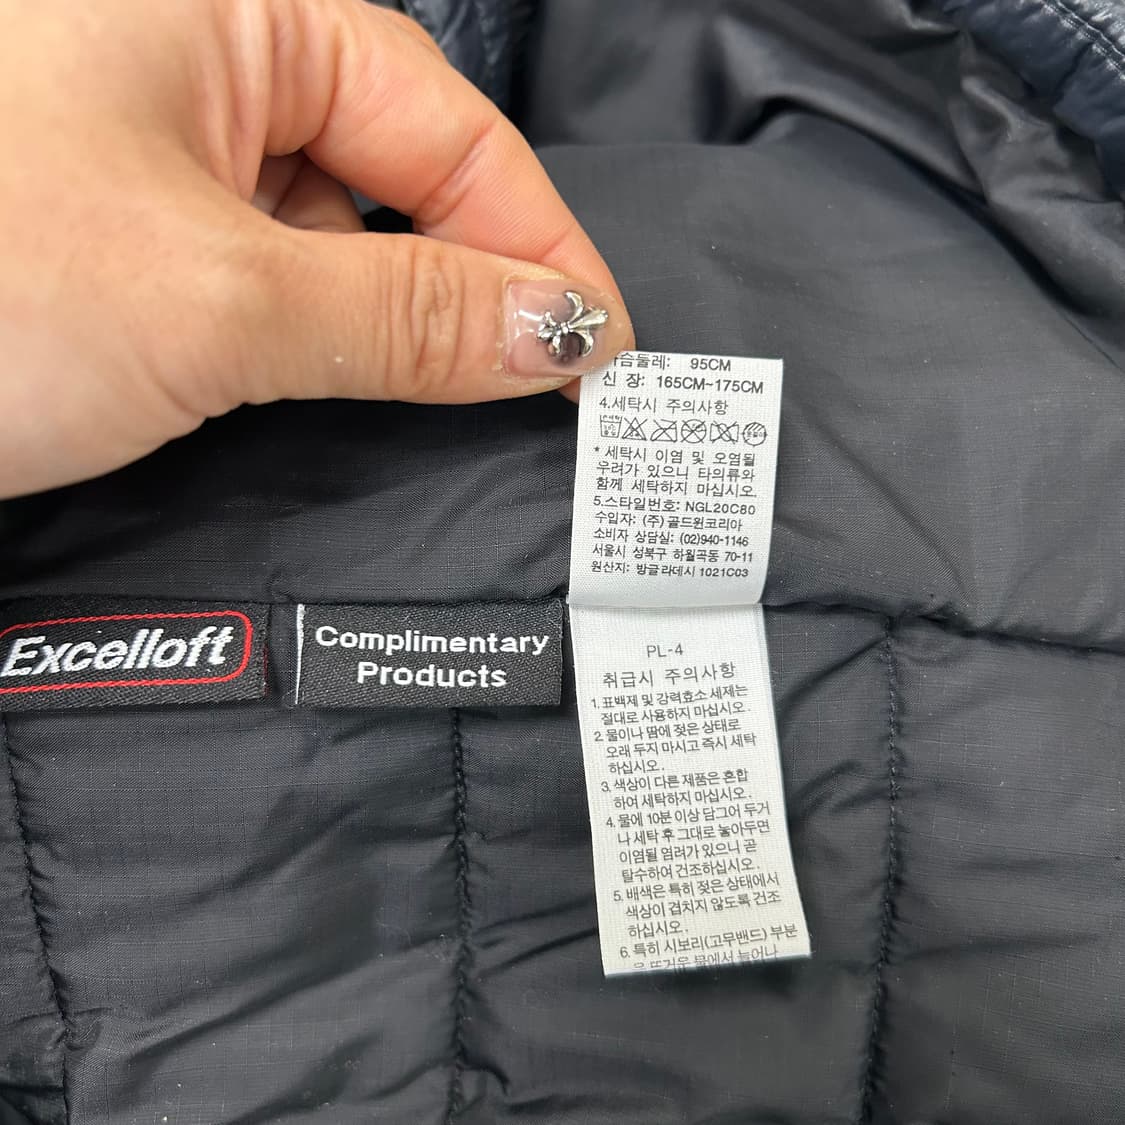 슴둘레: 95CM
신 장: 165CM~175CM
4.세탁시 주의사항
* 세탁시 이염 및 오염될
우려가 있으니 타의류와
함께 세탁하지 마십시오.
5.스타일번호: NGL20C80
수입자: (주) 골드윈코리아
소비자 상담실: (02)940-1146
서울시 성북구 하월곡동 70-11
원산지: 방글라데시 1021C03
Excelloft
Complimentary
Products
PL-4
취급시 주의사항
1. 표백제 및 강력효소 세제는
절대로 사용하지 마십시오.
2. 물이나 땀에 젖은 상태로
오래 두지 마시고 즉시 세탁
하십시오.
3. 색상이 다른 제품은 혼합
하여 세탁하지 마십시오.
4. 물에 10분 이상 담그어 두거
나 세탁 후 그대로 놓아두면
이염될 염려가 있으니 곧
탈수하여 건조하십시오.
5. 배색은 특히 젖은 상태에서
색상이 겹치지 않도록 건조
하십시오.
6. 특히 시보리(고무밴드) 부분
은 뜨거운 물에서 늘어나